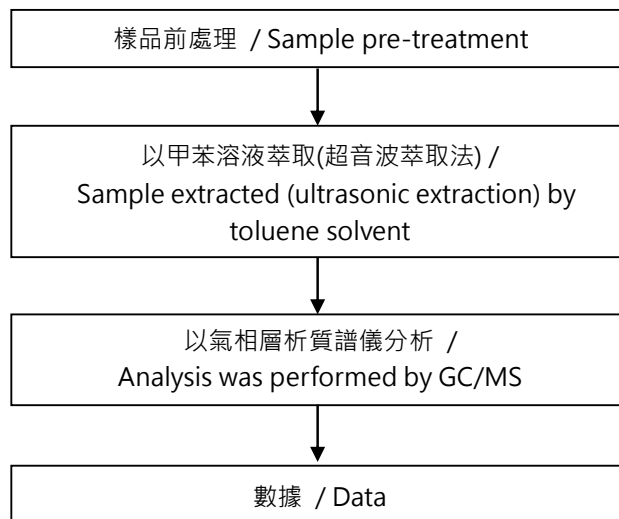 樣品前處理 / Sample pre-treatment
以甲苯溶液萃取(超音波萃取法) /
Sample extracted (ultrasonic extraction) by
toluene solvent
以氣相層析質譜儀分析 /
Analysis was performed by GC/MS
數據 / Data